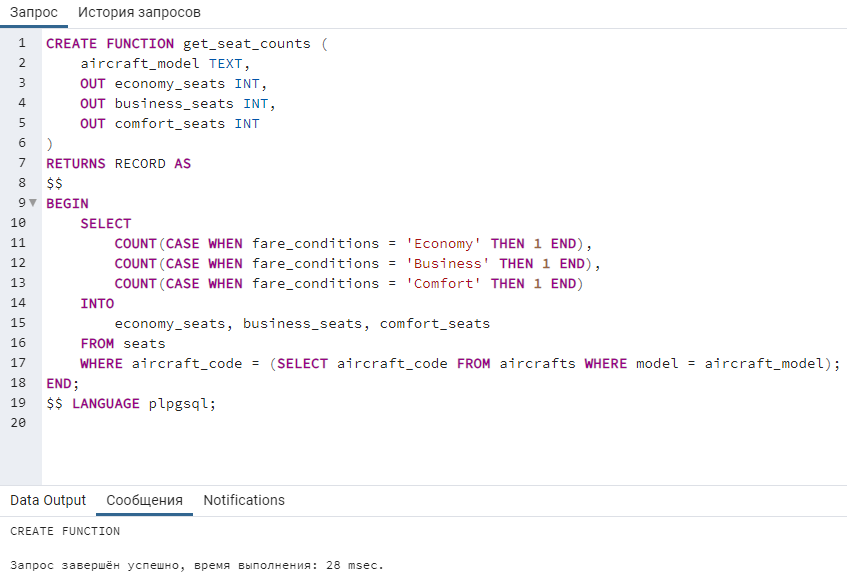 Запрос История запросов
1 CREATE FUNCTION get_seat_counts (
2 aircraft_model TEXT,
3 OUT economy_seats INT,
4 OUT business_seats INT,
5 OUT comfort_seats INT
6 )
7 RETURNS RECORD AS
8 $$
9 BEGIN
10 SELECT
11 COUNT(CASE WHEN fare_conditions = 'Economy' THEN 1 END),
12 COUNT(CASE WHEN fare_conditions = 'Business' THEN 1 END),
13 COUNT(CASE WHEN fare_conditions = 'Comfort' THEN 1 END)
14 INTO
15 economy_seats, business_seats, comfort_seats
16 FROM seats
17 WHERE aircraft_code = (SELECT aircraft_code FROM aircrafts WHERE model = aircraft_model);
18 END;
19 $$ LANGUAGE plpgsql;
20
Data Output Сообщения Notifications
CREATE FUNCTION
Запрос завершён успешно, время выполнения: 28 msec.